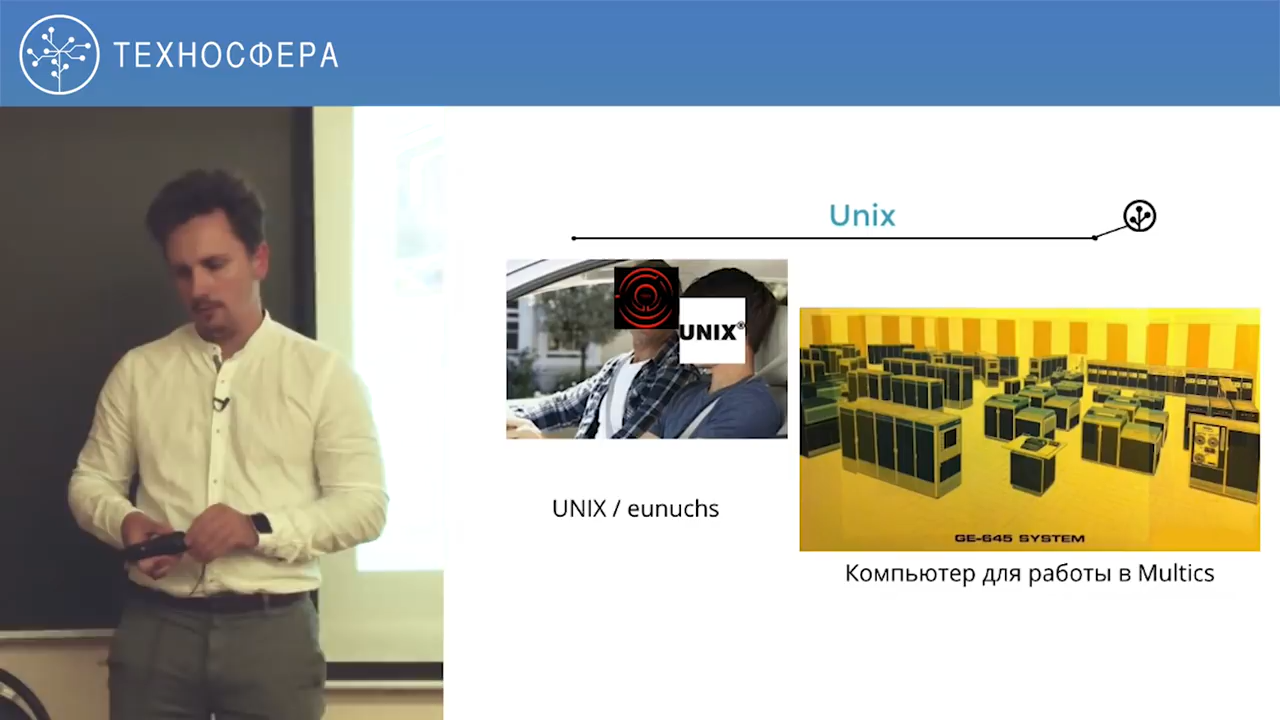 ТЕХНОСФЕРА
Unix
UNIX®
UNIX / eunuchs
GE-645 SYSTEM
Компьютер для работы в Multics